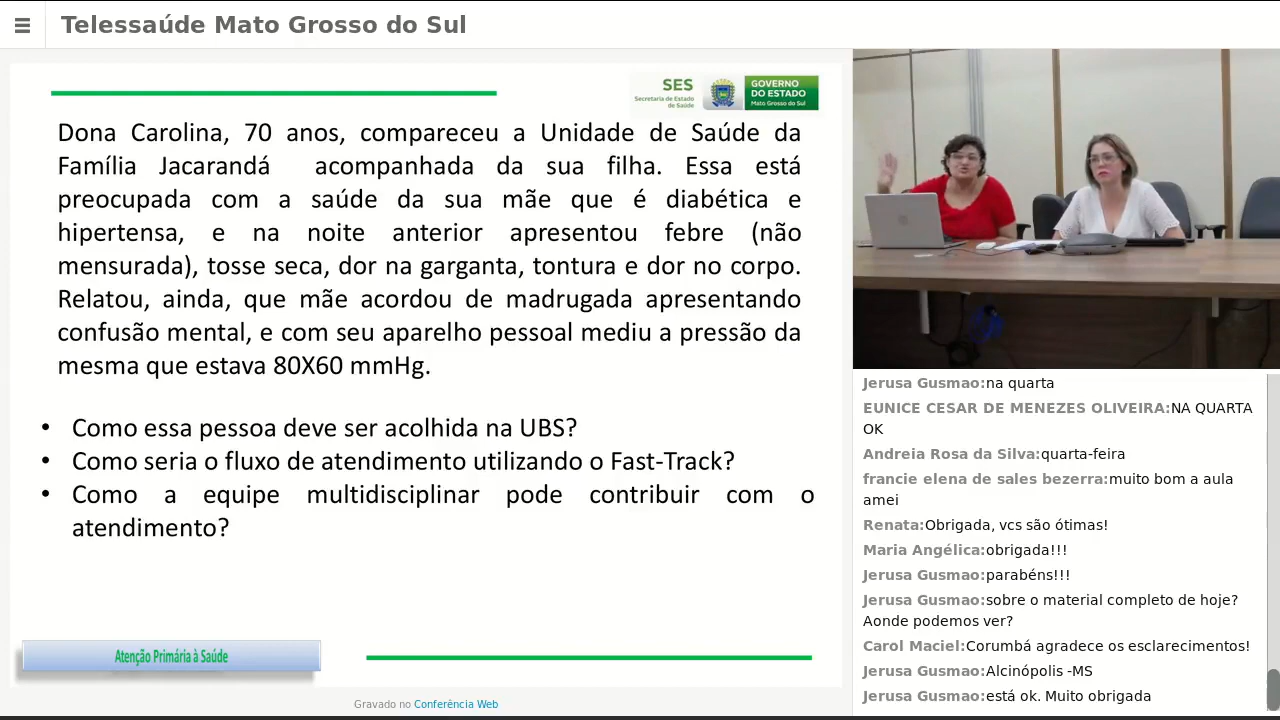 Telessaúde Mato Grosso do Sul
SES
Secretaria de Estado
de Saúde
GOVERNO
DO ESTADO
Mato Grosso do Sul
Dona Carolina, 70 anos, compareceu a Unidade de Saúde da
Família Jacarandá acompanhada da sua filha. Essa está
preocupada com a saúde da sua mãe que é diabética e
hipertensa, e na noite anterior apresentou febre (não
mensurada), tosse seca, dor na garganta, tontura e dor no corpo.
Relatou, ainda, que mãe acordou de madrugada apresentando
confusão mental, e com seu aparelho pessoal mediu a pressão da
mesma que estava 80X60 mmHg.
• Como essa pessoa deve ser acolhida na UBS?
• Como seria o fluxo de atendimento utilizando o Fast-Track?
• Como a equipe multidisciplinar pode contribuir com o
atendimento?
Atenção Primária à Saúde
Gravado no Conferência Web
Jerusa Gusmao:na quarta
EUNICE CESAR DE MENEZES OLIVEIRA:NA QUARTA
OK
Andreia Rosa da Silva:quarta-feira
francie elena de sales bezerra:muito bom a aula
amei
Renata:Obrigada, vcs são ótimas!
Maria Angélica:obrigada!!!
Jerusa Gusmao:parabéns!!!
Jerusa Gusmao:sobre o material completo de hoje?
Aonde podemos ver?
Carol Maciel:Corumbá agradece os esclarecimentos!
Jerusa Gusmao:Alcinópolis -MS
Jerusa Gusmao:está ok. Muito obrigada